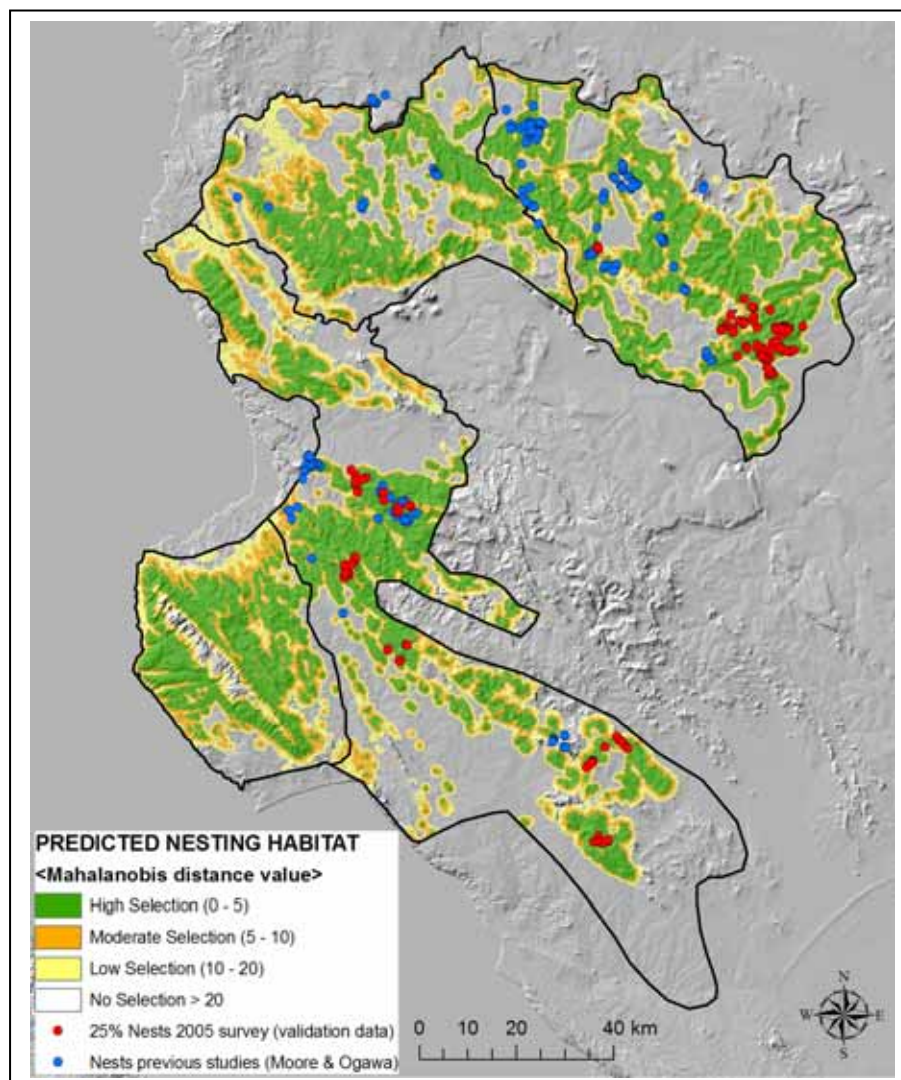 PREDICTED NESTING HABITAT
<Mahalanobis distance value>
High Selection (0 - 5)
Moderate Selection (5 - 10)
Low Selection (10 - 20)
No Selection > 20
25% Nests 2005 survey (validation data)
Nests previous studies (Moore & Ogawa)
0 10 20 40 km
N
W E
S